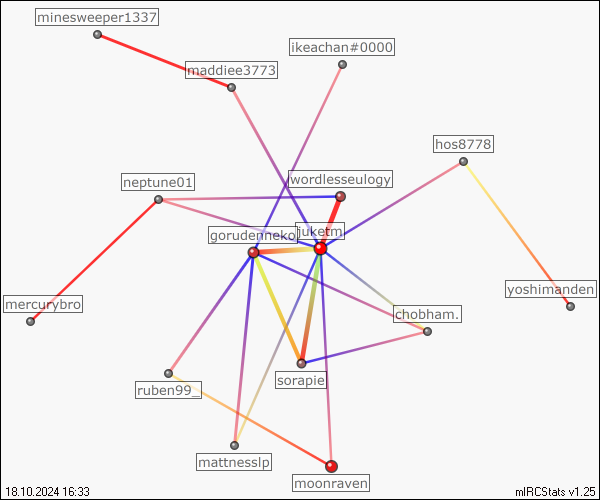 minesweeper1337
ikeachan#0000
maddiee3773
hos8778
neptune01
wordlesseulogy
juketm
gorudenneko
mercurybro
yoshimanden
chobham.
sorapie
ruben99_
mattnesslp
moonraven
18.10.2024 16:33
mIRCStats v1.25